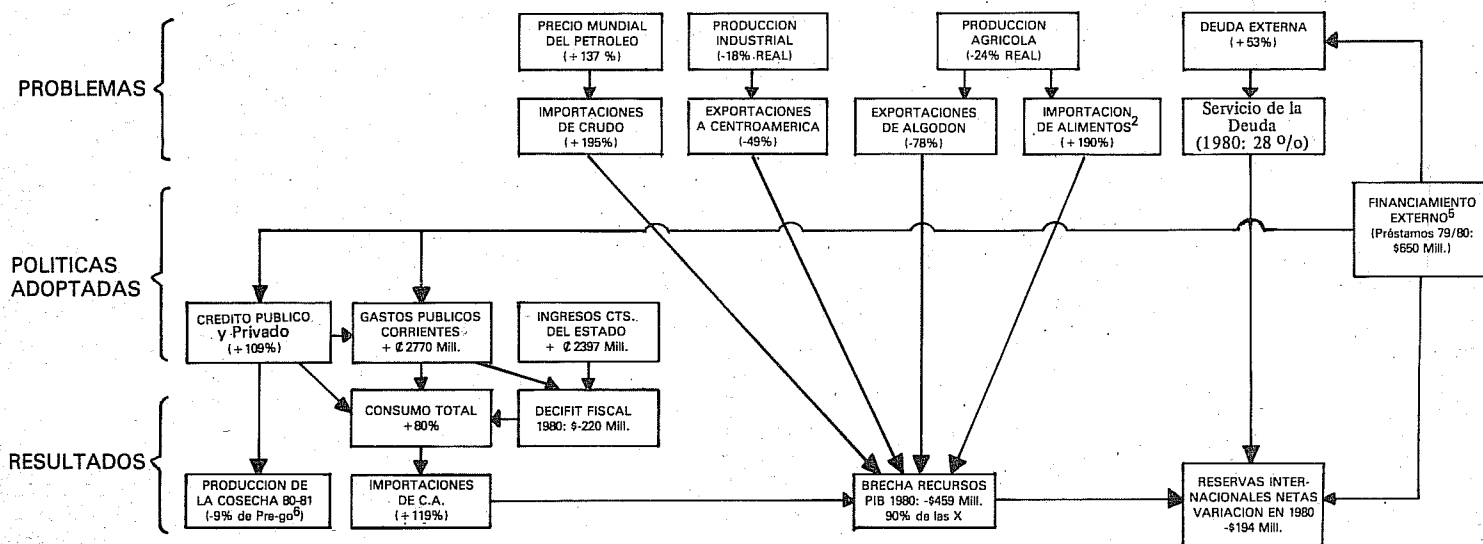 PROBLEMAS
PRECIO MUNDIAL
DEL PETROLEO
(+137 %)
PRODUCCION
INDUSTRIAL
(-18% REAL)
PRODUCCION
AGRICOLA
(-24% REAL)
DEUDA EXTERNA
(+53%)
IMPORTACIONES
DE CRUDO
(+195%)
EXPORTACIONES
A CENTROAMERICA
(-49%)
EXPORTACIONES
DE ALGODON
(-78%)
IMPORTACION
DE ALIMENTOS²
(+190%)
Servicio de la
Deuda
(1980: 28 º/o)
POLITICAS
ADOPTADAS
FINANCIAMIENTO
EXTERNO⁵
(Préstamos 79/80:
$650 Mill.)
CREDITO PUBLICO
y Privado
(+109%)
GASTOS PUBLICOS
CORRIENTES
+ ₡2770 Mill.
INGRESOS CTS.
DEL ESTADO
+ ₡2397 Mill.
RESULTADOS
CONSUMO TOTAL
+80%
DECIFIT FISCAL
1980: $-220 Mill.
PRODUCCION DE
LA COSECHA 80-81
(-9% de Pre-go⁶)
IMPORTACIONES
DE C.A.
(+119%)
BRECHA RECURSOS
PIB 1980: -$459 Mill.
90% de las X
RESERVAS INTER-
NACIONALES NETAS
VARIACION EN 1980
-$194 Mill.